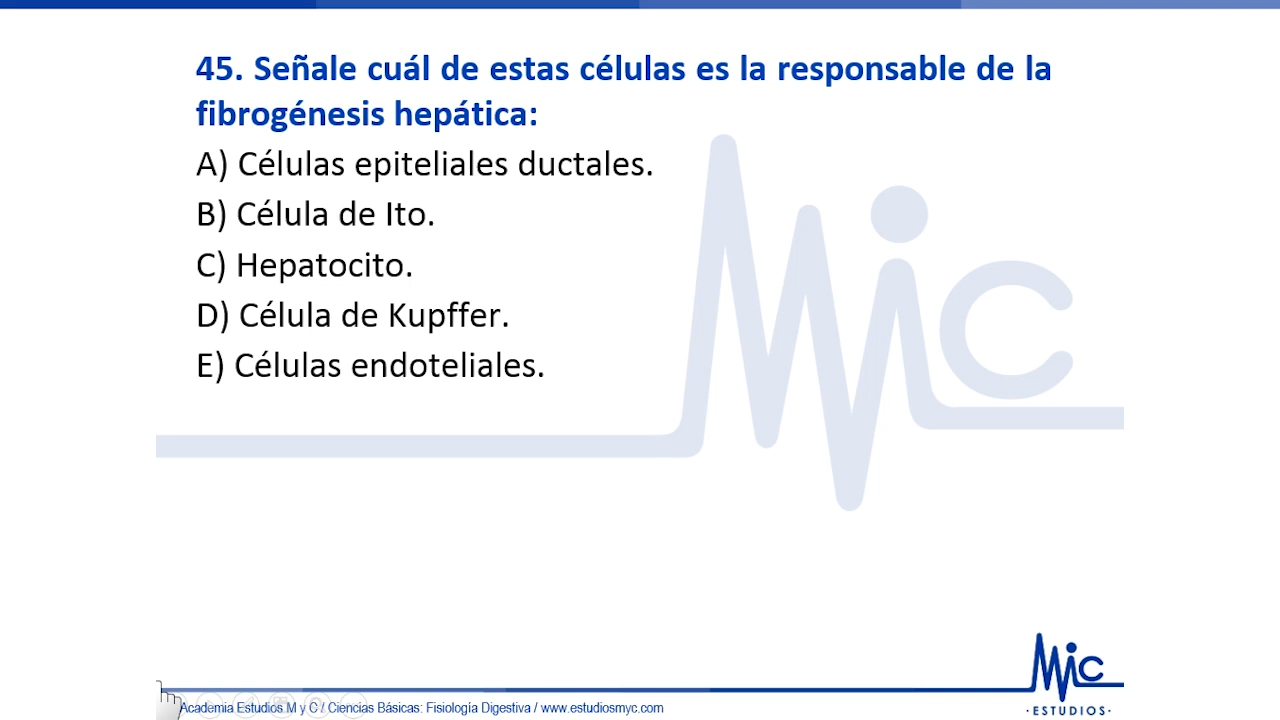 45. Señale cuál de estas células es la responsable de la
fibrogénesis hepática:
A) Células epiteliales ductales.
B) Célula de Ito.
C) Hepatocito.
D) Célula de Kupffer.
E) Células endoteliales.
MiC
MiC
·ESTUDIOS·
Academia Estudios M y C / Ciencias Básicas: Fisiología Digestiva / www.estudiosmyc.com